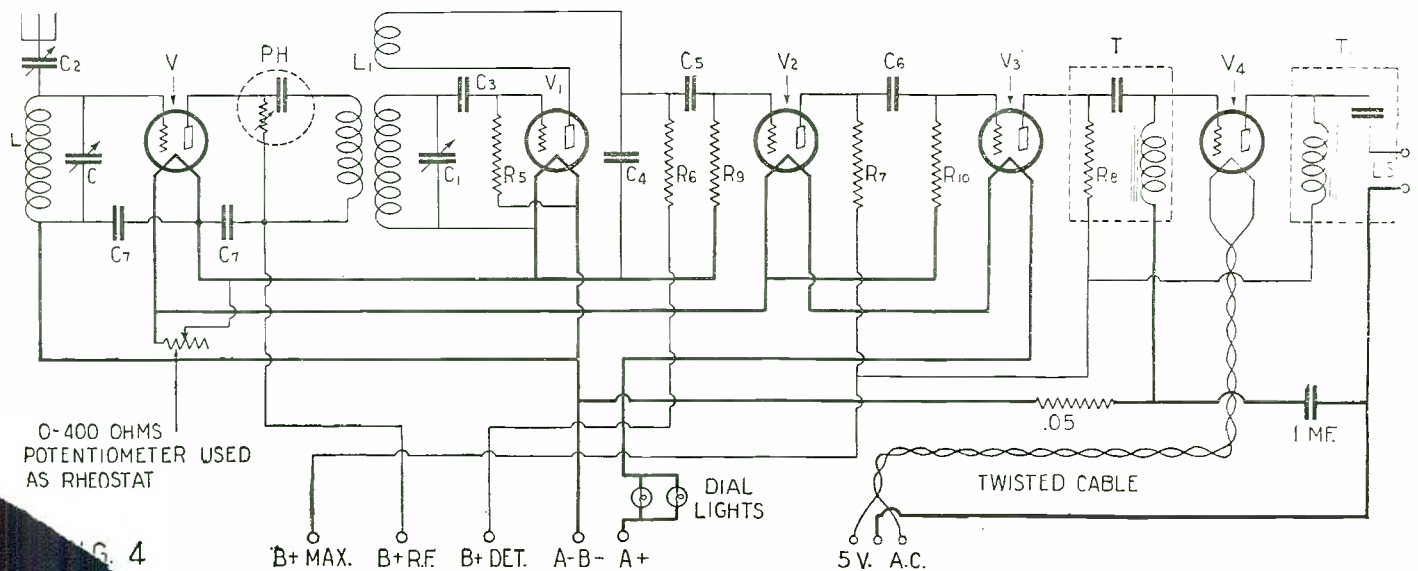 C2
V
PH
L1
C3
V1
C5
V2
C6
V3
T
V4
T
L
C
C1
R5
C4
R6
R9
R7
R10
R8
LS
C7
C7
0-400 OHMS
POTENTIOMETER USED
AS RHEOSTAT
.05
1 MF.
TWISTED CABLE
DIAL
LIGHTS
G. 4
B+ MAX.
B+ R.F.
B+ DET.
A-B-
A+
5 V. A.C.